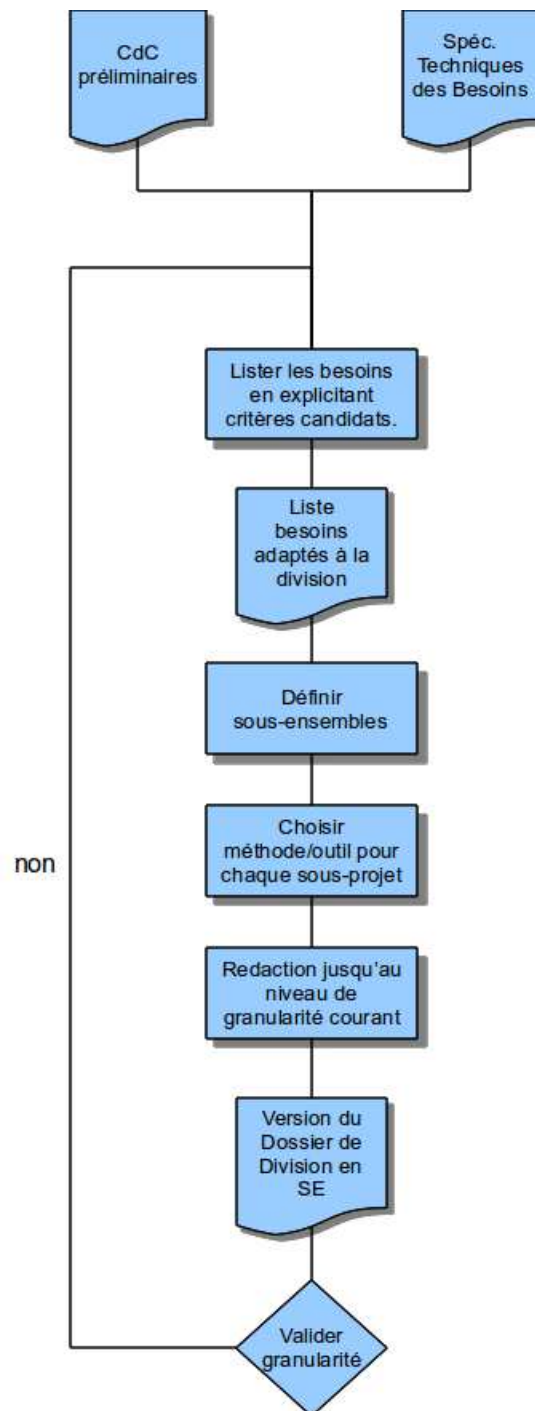 CdC
préliminaires
Spéc.
Techniques
des Besoins
Lister les besoins
en explicitant
critères candidats.
Liste
besoins
adaptés à la
division
Définir
sous-ensembles
Choisir
méthode/outil pour
chaque sous-projet
non
Redaction jusqu'au
niveau de
granularité courant
Version du
Dossier de
Division en
SE
Valider
granularité